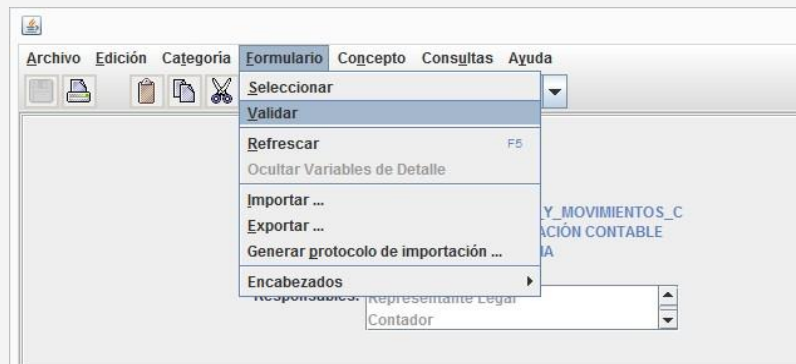 Archivo Edición Categoría Formulario Concepto Consultas Ayuda
Seleccionar
Validar
Refrescar F5
Ocultar Variables de Detalle
Importar ...
Exportar ...
Generar protocolo de importación ...
Encabezados
_Y_MOVIMIENTOS_C
ACIÓN CONTABLE
IA
Responsables: Representante Legal
Contador